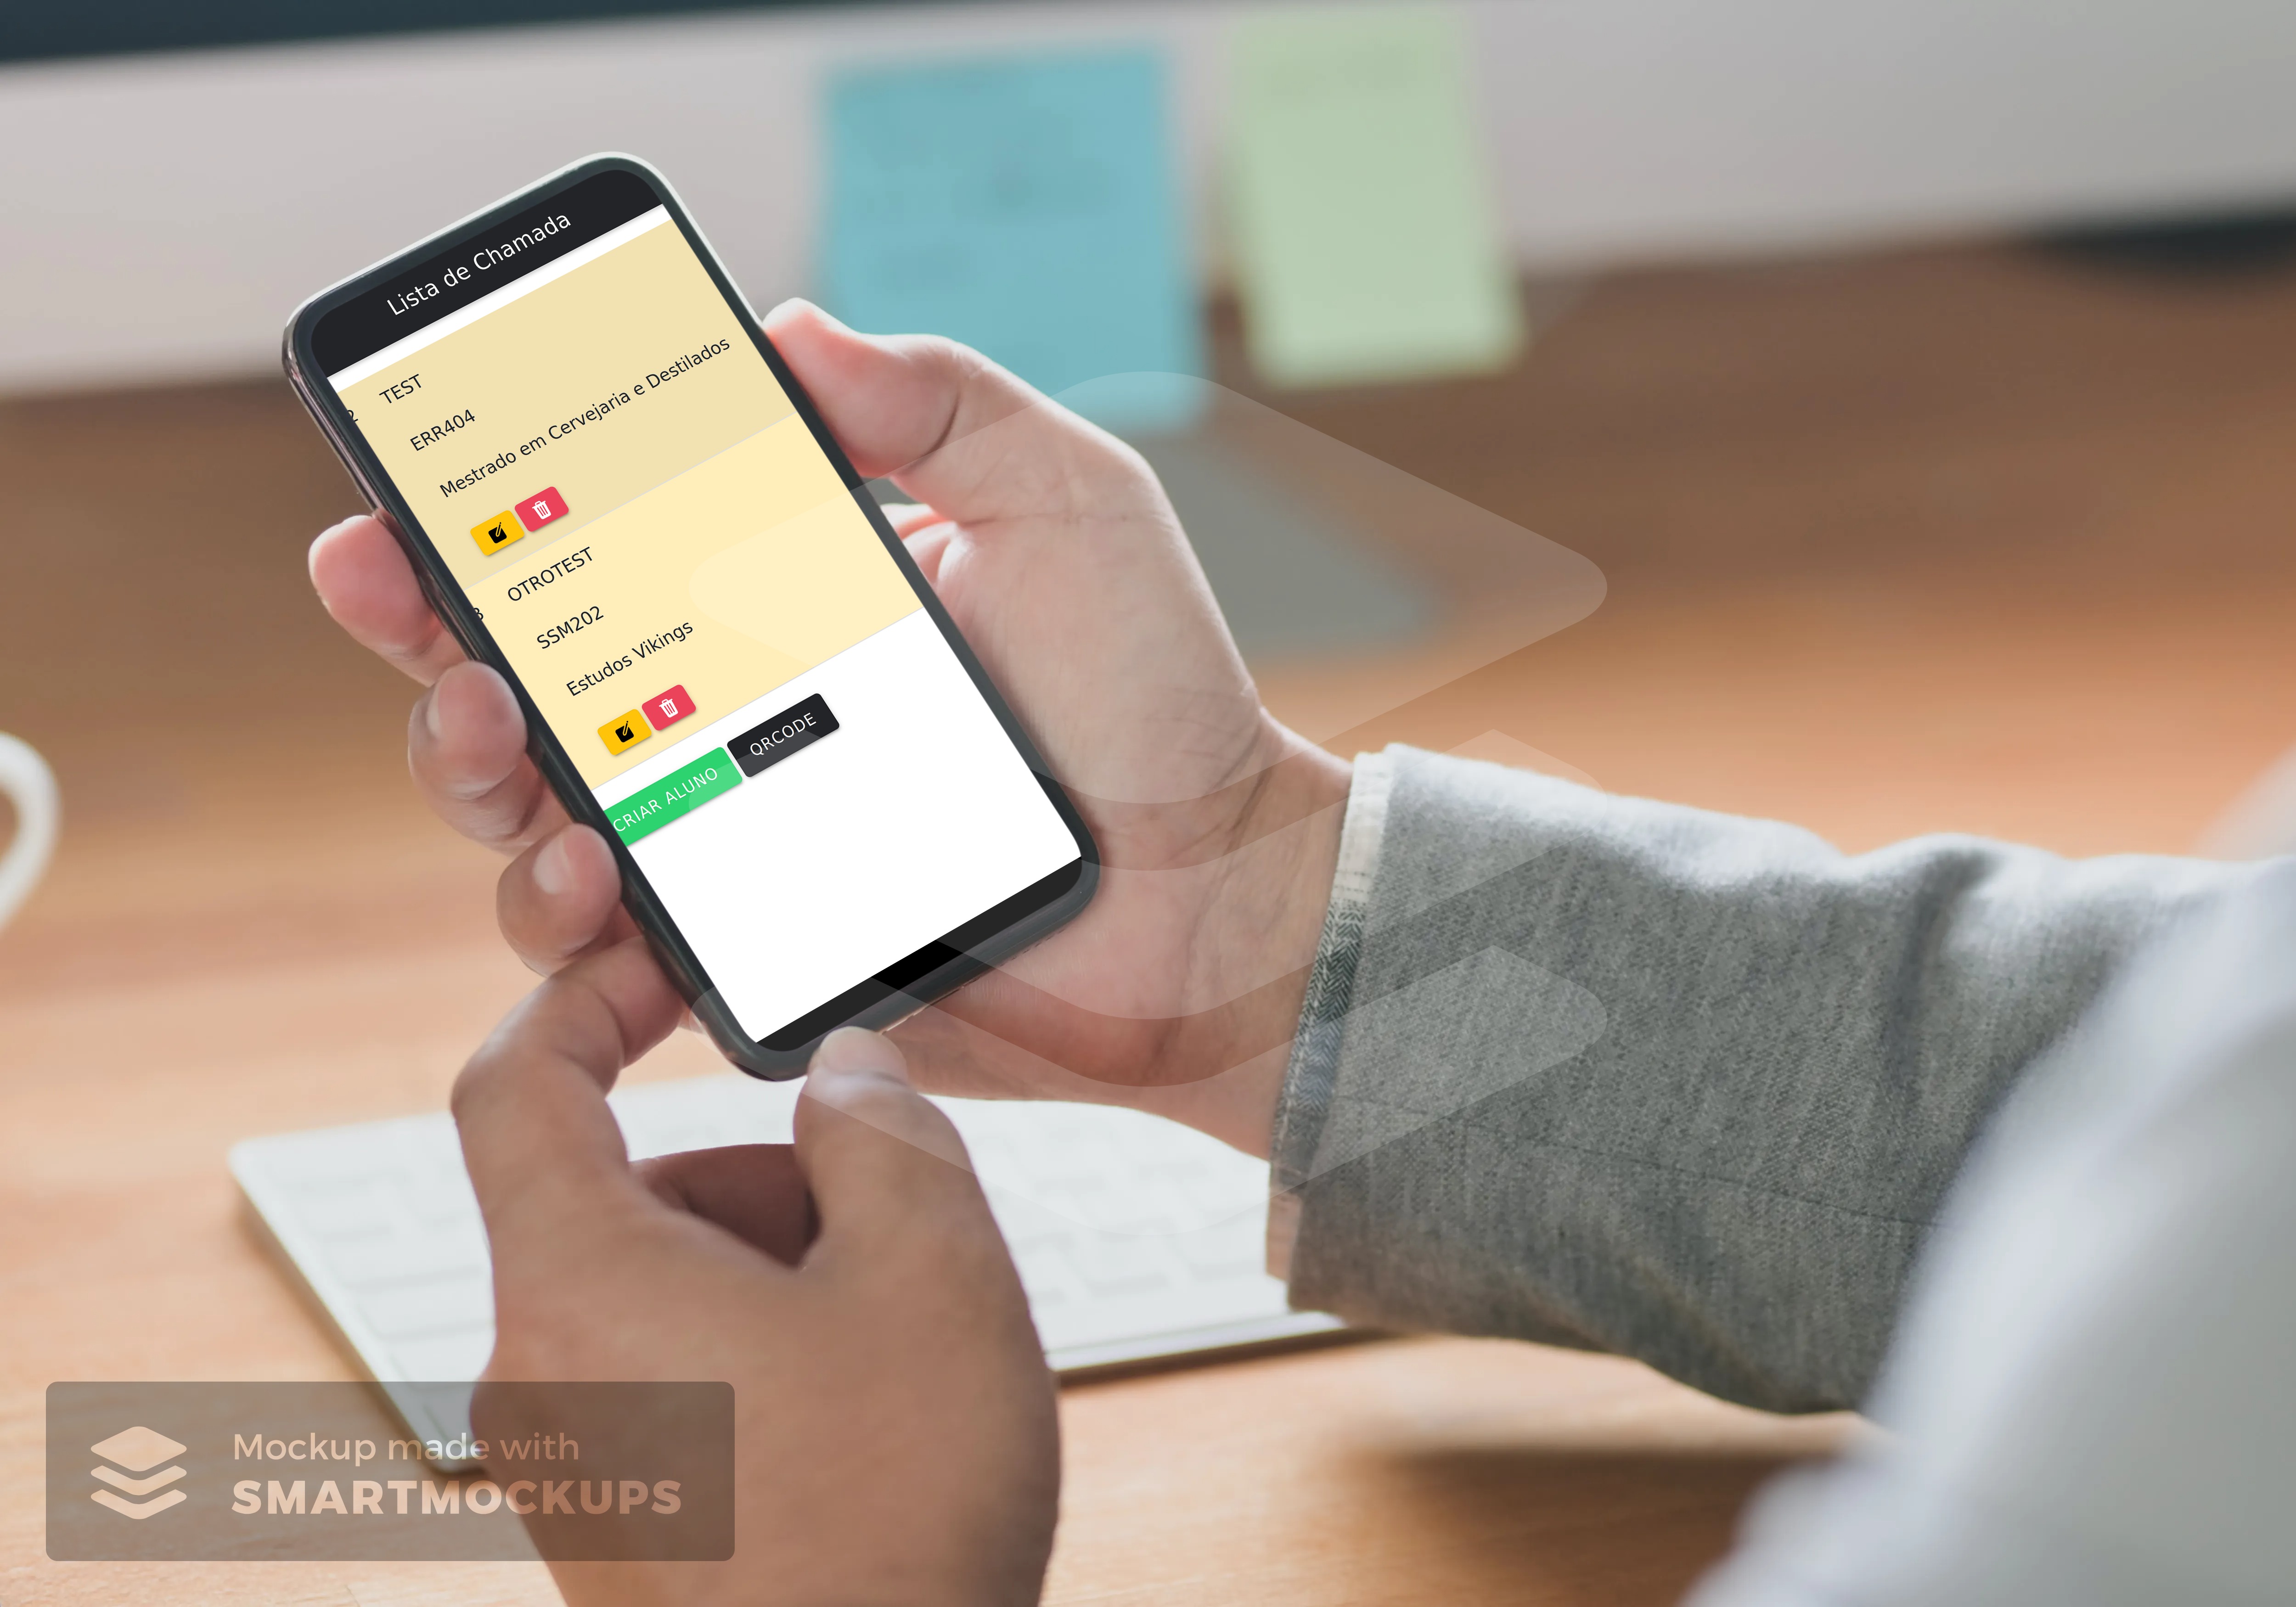 Lista de Chamada
2 TEST
ERR404
Mestrado em Cervejaria e Destilados
3 OTROTEST
SSM202
Estudos Vikings
CRIAR ALUNO QRCODE
Mockup made with
SMARTMOCKUPS